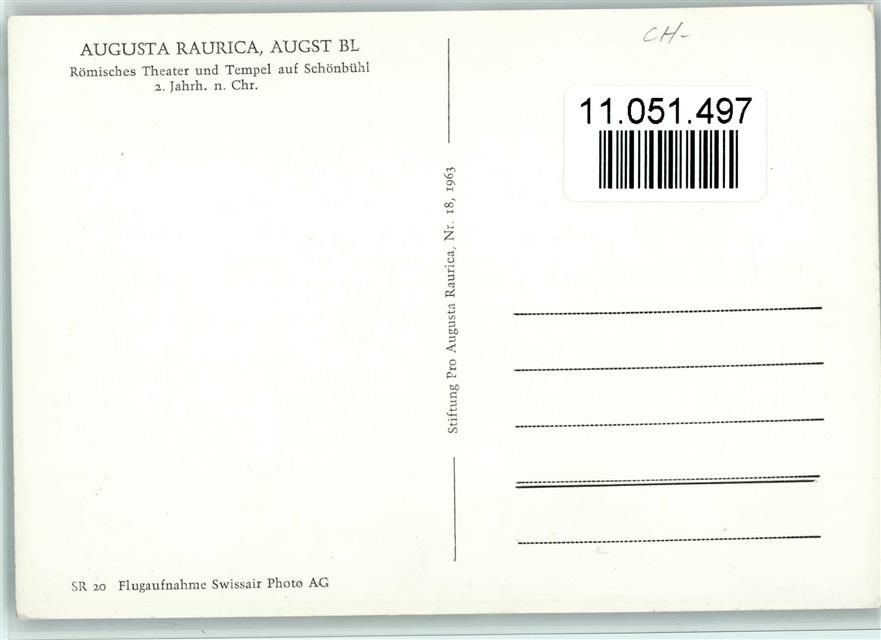 AUGUSTA RAURICA, AUGST BL
Römisches Theater und Tempel auf Schönbühl
2. Jahrh. n. Chr.
CH-
11.051.497
Stiftung Pro Augusta Raurica, Nr. 18, 1963
SR 20 Flugaufnahme Swissair Photo AG